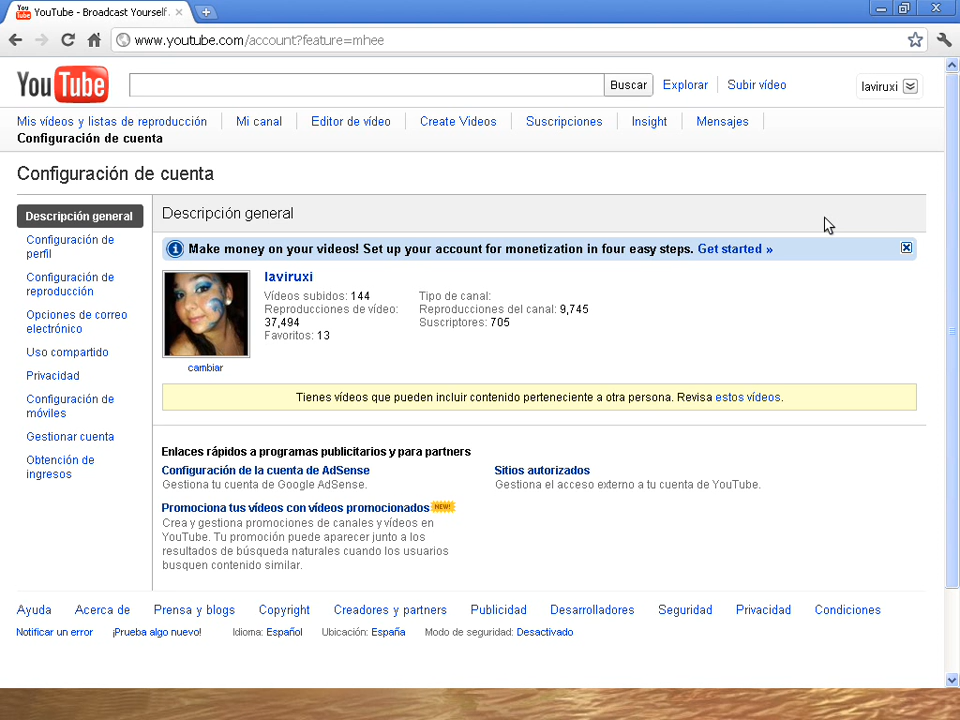 YouTube - Broadcast Yourself.
www.youtube.com/account?feature=mhee
YouTube Buscar Explorar Subir vídeo laviruxi
Mis vídeos y listas de reproducción Mi canal Editor de vídeo Create Videos Suscripciones Insight Mensajes
Configuración de cuenta
Configuración de cuenta
Descripción general
Configuración de
perfil
Configuración de
reproducción
Opciones de correo
electrónico
Uso compartido
Privacidad
Configuración de
móviles
Gestionar cuenta
Obtención de
ingresos
Descripción general
Make money on your videos! Set up your account for monetization in four easy steps. Get started »
laviruxi
Vídeos subidos: 144
Reproducciones de vídeo:
37,494
Favoritos: 13
Tipo de canal:
Reproducciones del canal: 9,745
Suscriptores: 705
cambiar
Tienes vídeos que pueden incluir contenido perteneciente a otra persona. Revisa estos vídeos.
Enlaces rápidos a programas publicitarios y para partners
Configuración de la cuenta de AdSense
Gestiona tu cuenta de Google AdSense.
Sitios autorizados
Gestiona el acceso externo a tu cuenta de YouTube.
Promociona tus vídeos con vídeos promocionados NEW!
Crea y gestiona promociones de canales y vídeos en
YouTube. Tu promoción puede aparecer junto a los
resultados de búsqueda naturales cuando los usuarios
busquen contenido similar.
Ayuda Acerca de Prensa y blogs Copyright Creadores y partners Publicidad Desarrolladores Seguridad Privacidad Condiciones
Notificar un error ¡Prueba algo nuevo! Idioma: Español Ubicación: España Modo de seguridad: Desactivado